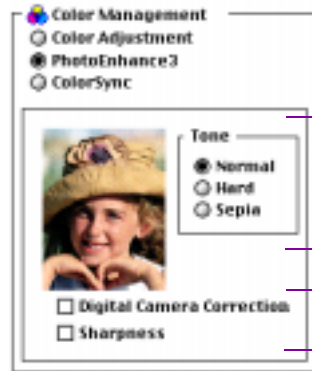 Color Management
Color Adjustment
PhotoEnhance3
ColorSync
Tone
Normal
Hard
Sepia
Digital Camera Correction
Sharpness